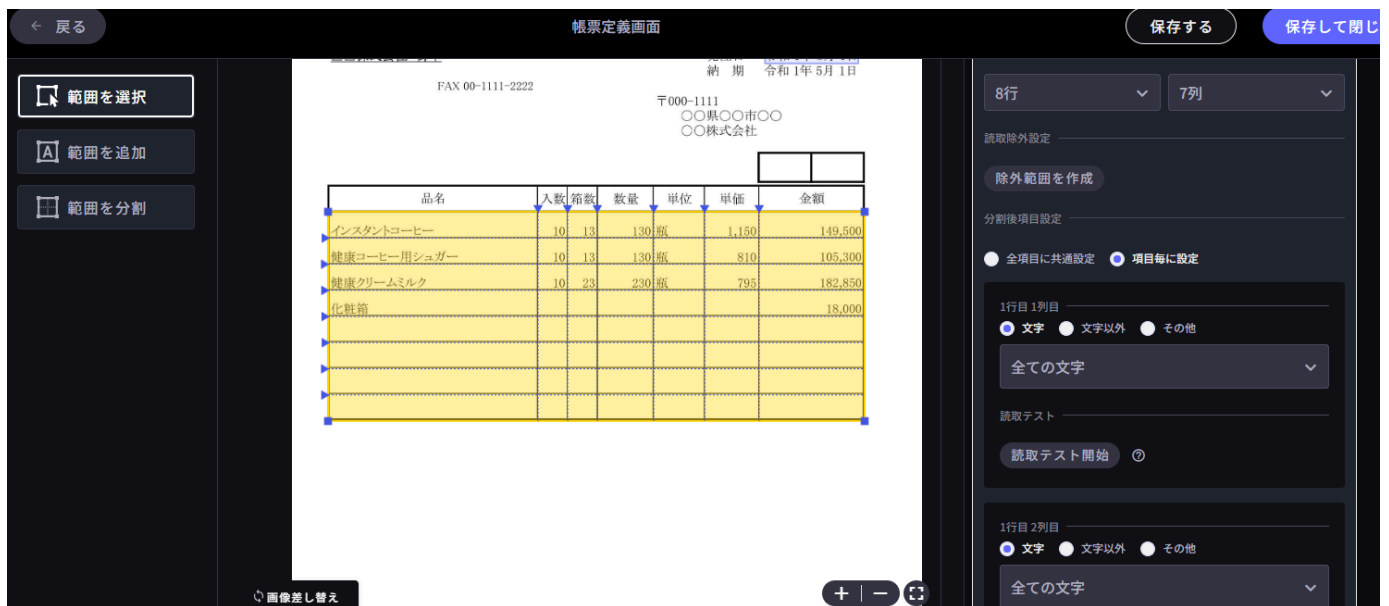 ← 戻る
帳票定義画面
保存する
保存して閉じ
範囲を選択
範囲を追加
範囲を分割
納 期 令和 1年 5月 1日
FAX 00-1111-2222
〒000-1111
〇〇県〇〇市〇〇
〇〇株式会社
品名 入数 箱数 数量 単位 単価 金額
インスタントコーヒー 10 13 130 瓶 1,150 149,500
健康コーヒー用シュガー 10 13 130 瓶 810 105,300
健康クリームミルク 10 23 230 瓶 795 182,850
化粧箱 18,000
画像差し替え
8行 7列
読取除外設定
除外範囲を作成
分割後項目設定
全項目に共通設定 項目毎に設定
1行目 1列目
文字 文字以外 その他
全ての文字
読取テスト
読取テスト開始
1行目 2列目
文字 文字以外 その他
全ての文字